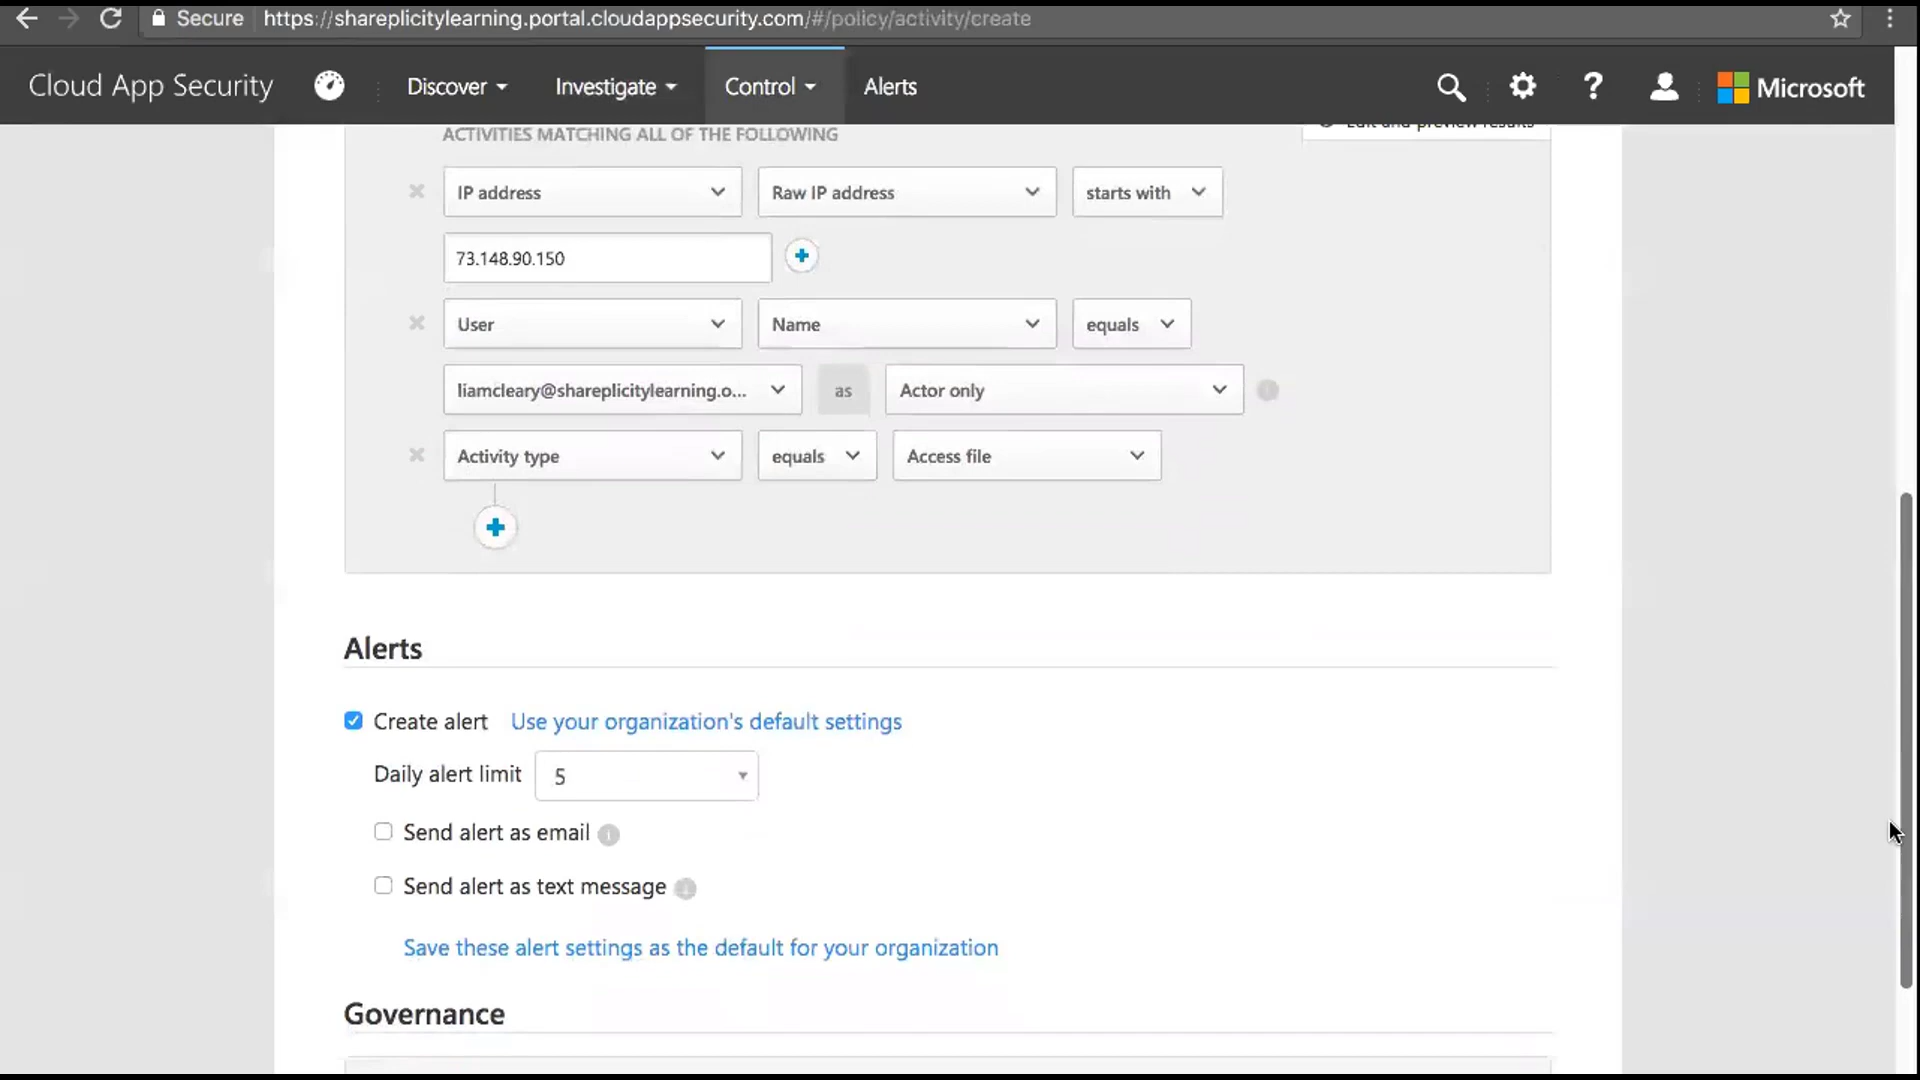 Secure https://shareplicitylearning.portal.cloudappsecurity.com/#/policy/activity/create
Cloud App Security Discover Investigate Control Alerts ? Microsoft
ACTIVITIES MATCHING ALL OF THE FOLLOWING Edit and preview results
IP address Raw IP address starts with
73.148.90.150
User Name equals
liamcleary@shareplicitylearning.o... as Actor only
Activity type equals Access file
Alerts
Create alert Use your organization's default settings
Daily alert limit 5
Send alert as email
Send alert as text message
Save these alert settings as the default for your organization
Governance